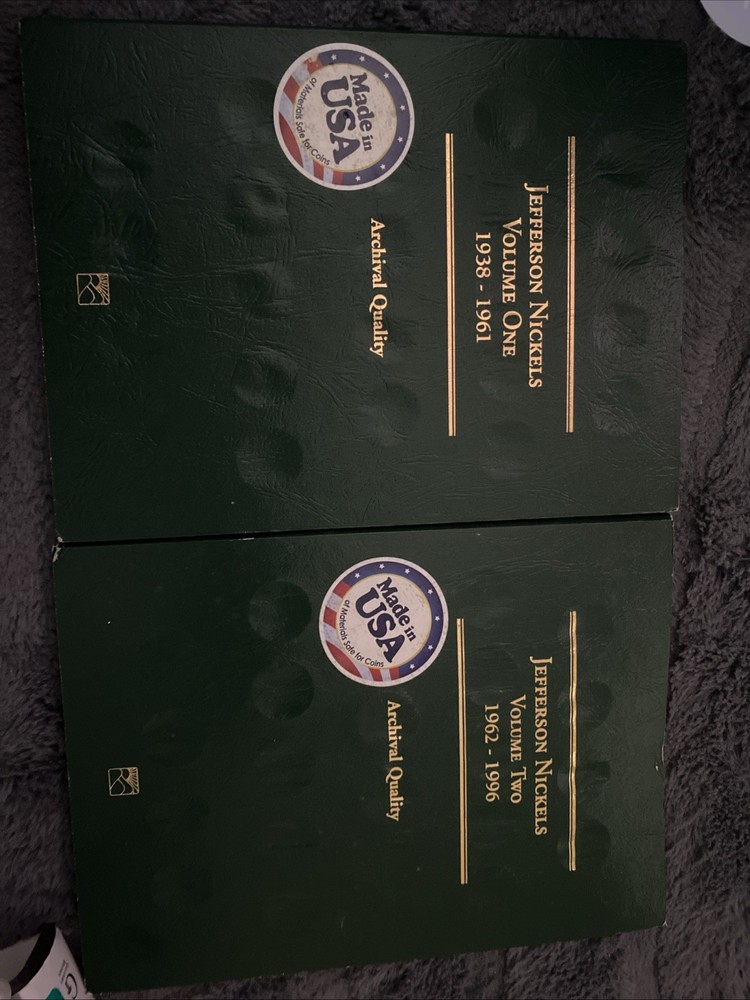 JEFFERSON NICKELS
VOLUME ONE
1938 - 1961
Archival Quality
Made in
USA
of Materials Safe for Coins
JEFFERSON NICKELS
VOLUME TWO
1962 - 1996
Archival Quality
Made in
USA
of Materials Safe for Coins